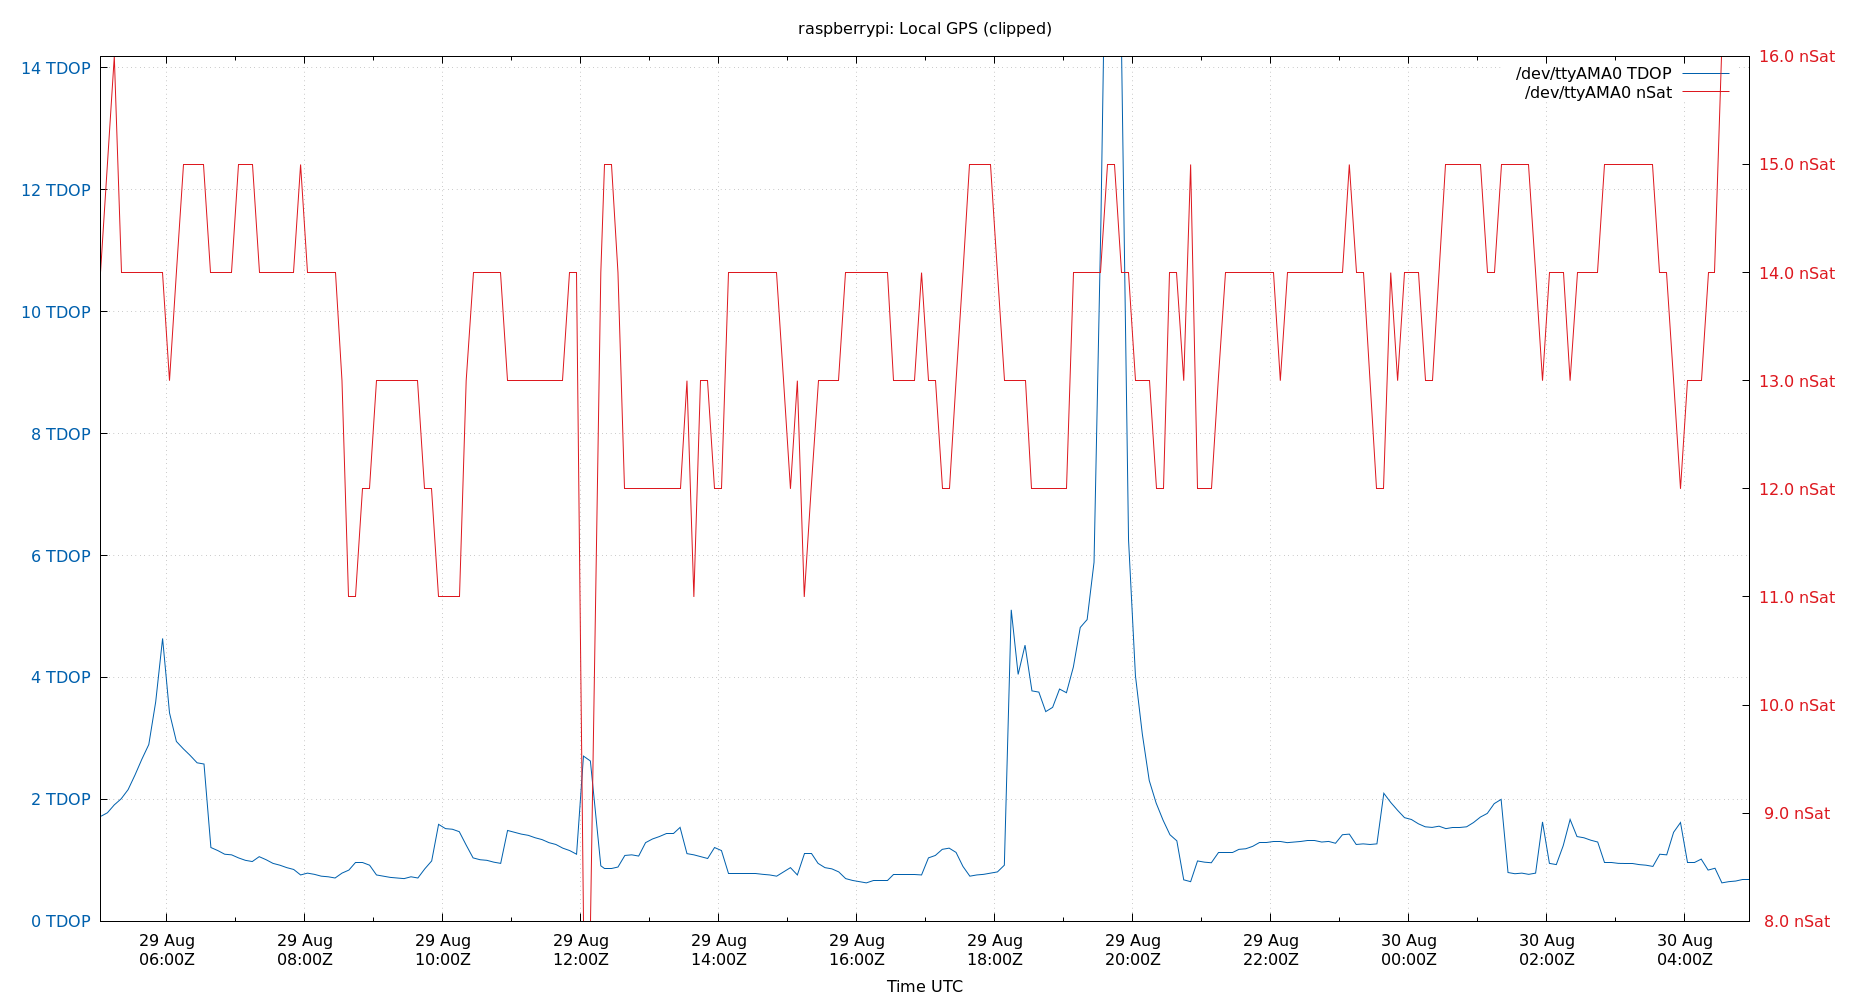 raspberrypi: Local GPS (clipped)
14 TDOP
12 TDOP
10 TDOP
8 TDOP
6 TDOP
4 TDOP
2 TDOP
0 TDOP
/dev/ttyAMA0 TDOP
/dev/ttyAMA0 nSat
16.0 nSat
15.0 nSat
14.0 nSat
13.0 nSat
12.0 nSat
11.0 nSat
10.0 nSat
9.0 nSat
8.0 nSat
29 Aug 29 Aug 29 Aug 29 Aug 29 Aug 29 Aug 29 Aug 29 Aug 29 Aug 30 Aug 30 Aug 30 Aug
06:00Z 08:00Z 10:00Z 12:00Z 14:00Z 16:00Z 18:00Z 20:00Z 22:00Z 00:00Z 02:00Z 04:00Z
Time UTC